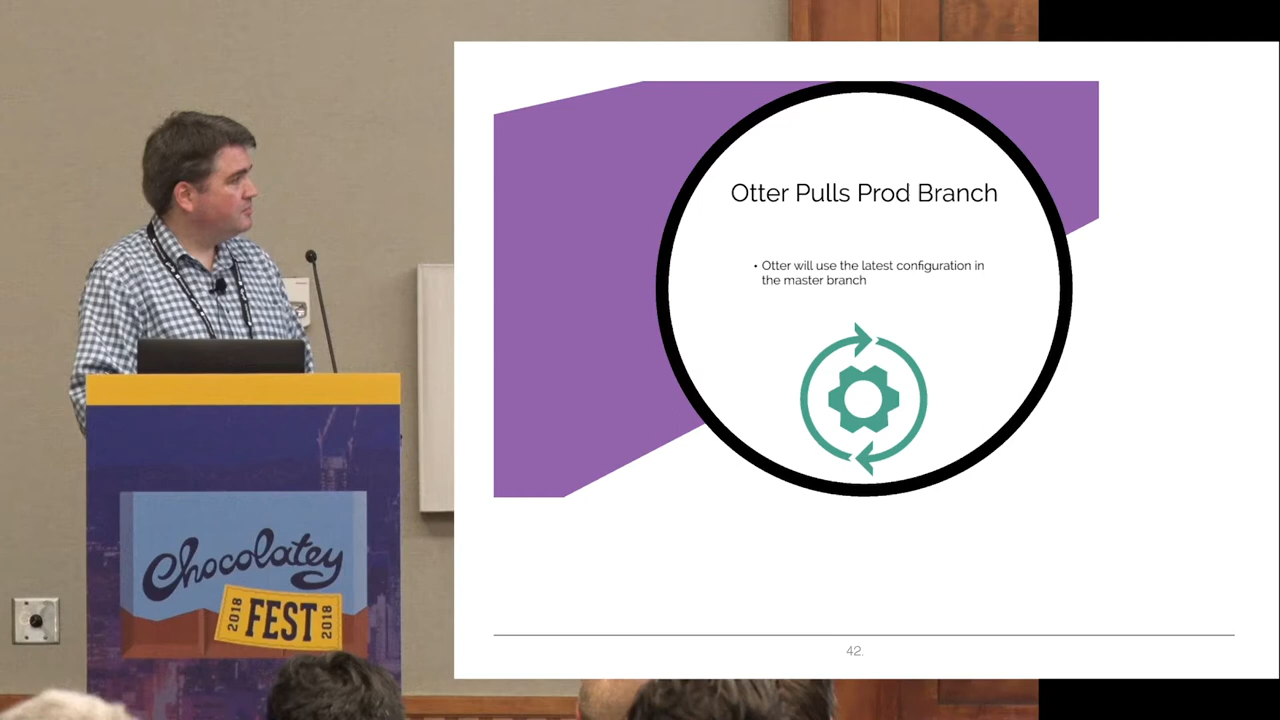 Otter Pulls Prod Branch
• Otter will use the latest configuration in
the master branch
42.
Chocolatey
2018 FEST 2018